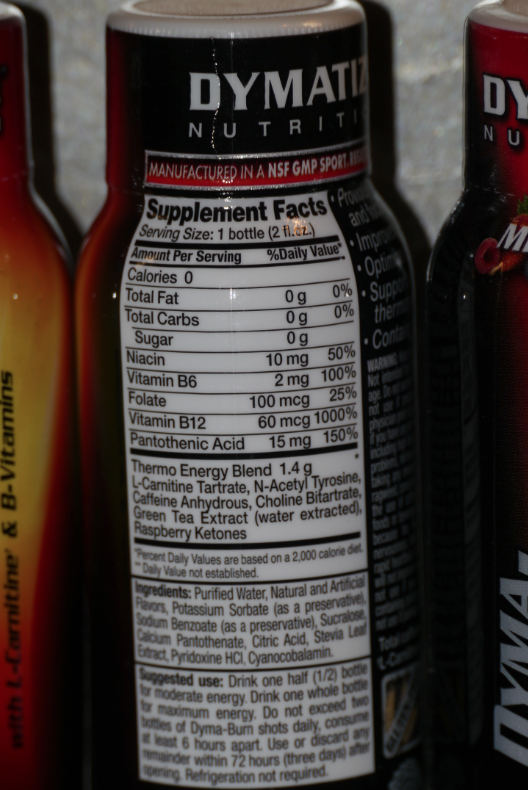 DYMATIZ
NUTRITI
MANUFACTURED IN A NSF GMP SPORT
Supplement Facts
Serving Size: 1 bottle (2 fl.oz.)
Amount Per Serving %Daily Value*
Calories 0
Total Fat 0 g 0%
Total Carbs 0 g 0%
Sugar 0 g
Niacin 10 mg 50%
Vitamin B6 2 mg 100%
Folate 100 mcg 25%
Vitamin B12 60 mcg 1000%
Pantothenic Acid 15 mg 150%
Thermo Energy Blend 1.4 g *
L-Carnitine Tartrate, N-Acetyl Tyrosine,
Caffeine Anhydrous, Choline Bitartrate,
Green Tea Extract (water extracted),
Raspberry Ketones
*Percent Daily Values are based on a 2,000 calorie diet.
** Daily Value not established.
Ingredients: Purified Water, Natural and Artificial
Flavors, Potassium Sorbate (as a preservative),
Sodium Benzoate (as a preservative), Sucralose,
Calcium Pantothenate, Citric Acid, Stevia Leaf
Extract, Pyridoxine HCl, Cyanocobalamin.
Suggested use: Drink one half (1/2) bottle
for moderate energy. Drink one whole bottle
for maximum energy. Do not exceed two
bottles of Dyma-Burn shots daily, consume
at least 6 hours apart. Use or discard any
remainder within 72 hours (three days) after
opening. Refrigeration not required.
with L-Carnitine & B-Vitamins
DY
NU
DYMA